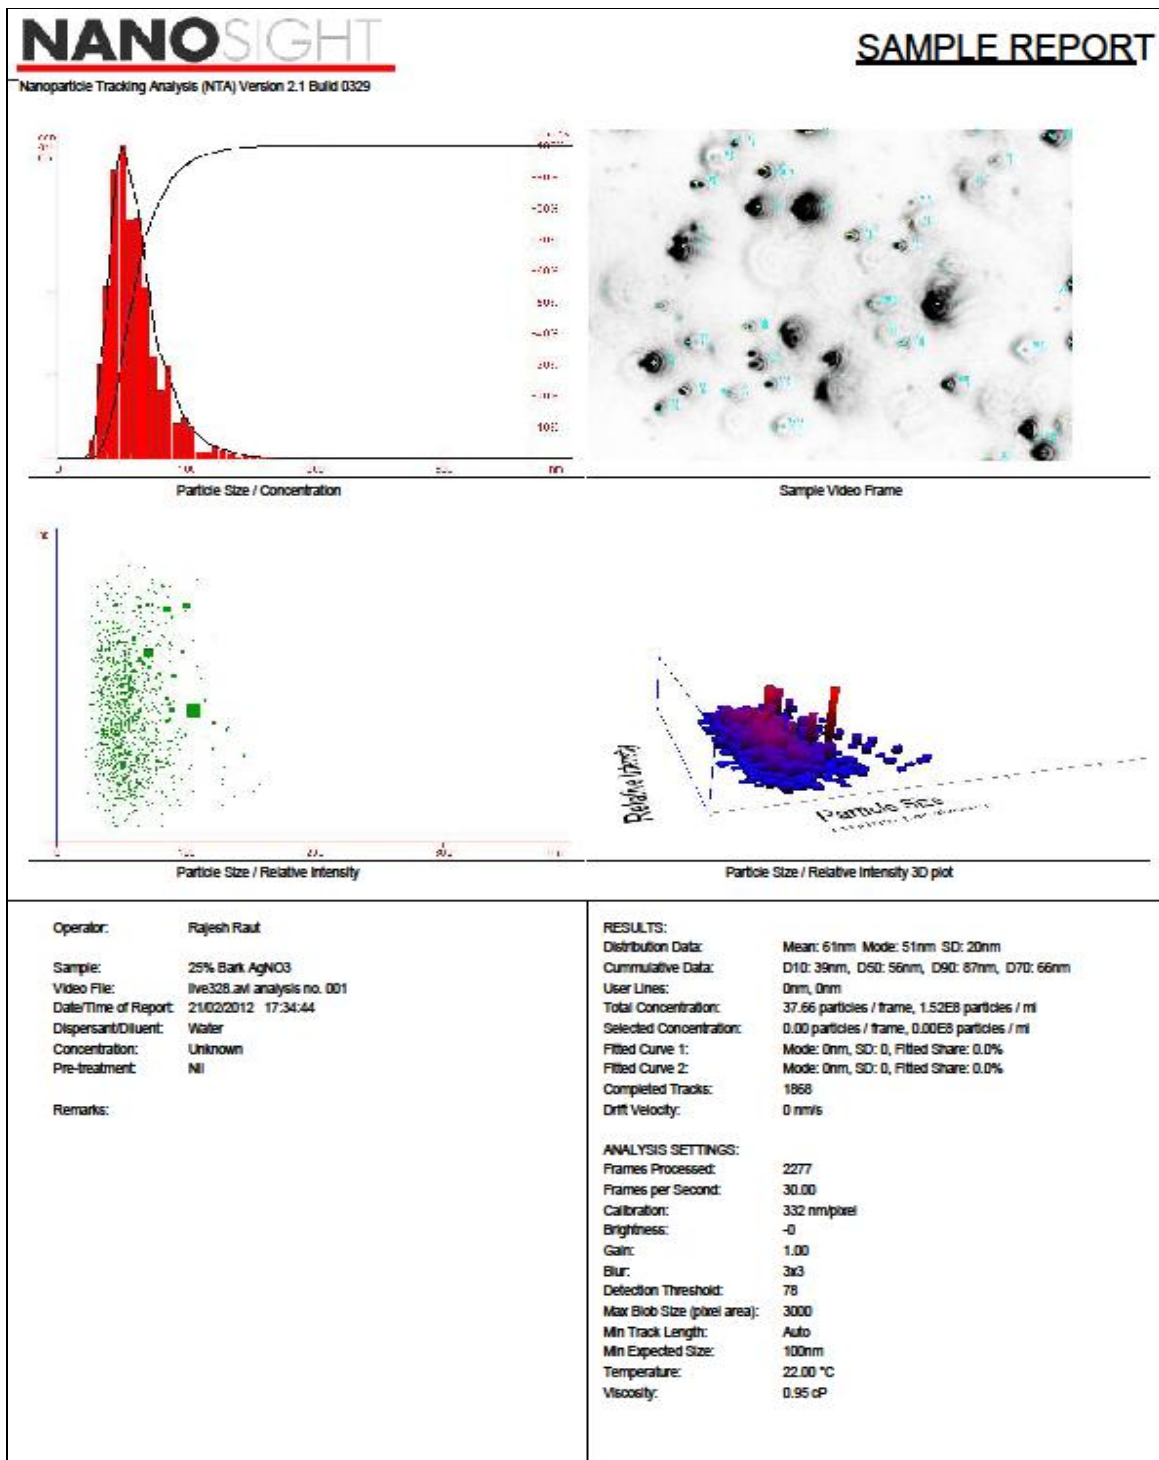 NANOSIGHT
SAMPLE REPORT
Nanoparticle Tracking Analysis (NTA) Version 2.1 Build 0329
Particle Size / Concentration
Sample Video Frame
Relative Intensity
Particle Size
Particle Size / Relative Intensity
Particle Size / Relative Intensity 3D plot
Operator: Rajesh Raut
Sample: 25% Bark AgNO3
Video File: live328.avi analysis no. 001
Date/Time of Report: 21/02/2012 17:34:44
Dispersant/Diluent: Water
Concentration: Unknown
Pre-treatment: Nil
Remarks:
RESULTS:
Distribution Data: Mean: 61nm Mode: 51nm SD: 20nm
Cummulative Data: D10: 39nm, D50: 56nm, D90: 87nm, D70: 66nm
User Lines: 0nm, 0nm
Total Concentration: 37.66 particles / frame, 1.52E8 particles / ml
Selected Concentration: 0.00 particles / frame, 0.00E8 particles / ml
Fitted Curve 1: Mode: 0nm, SD: 0, Fitted Share: 0.0%
Fitted Curve 2: Mode: 0nm, SD: 0, Fitted Share: 0.0%
Completed Tracks: 1868
Drift Velocity: 0 nm/s
ANALYSIS SETTINGS:
Frames Processed: 2277
Frames per Second: 30.00
Calibration: 332 nm/pixel
Brightness: -0
Gain: 1.00
Blur: 3x3
Detection Threshold: 78
Max Blob Size (pixel area): 3000
Min Track Length: Auto
Min Expected Size: 100nm
Temperature: 22.00 °C
Viscosity: 0.95 cP